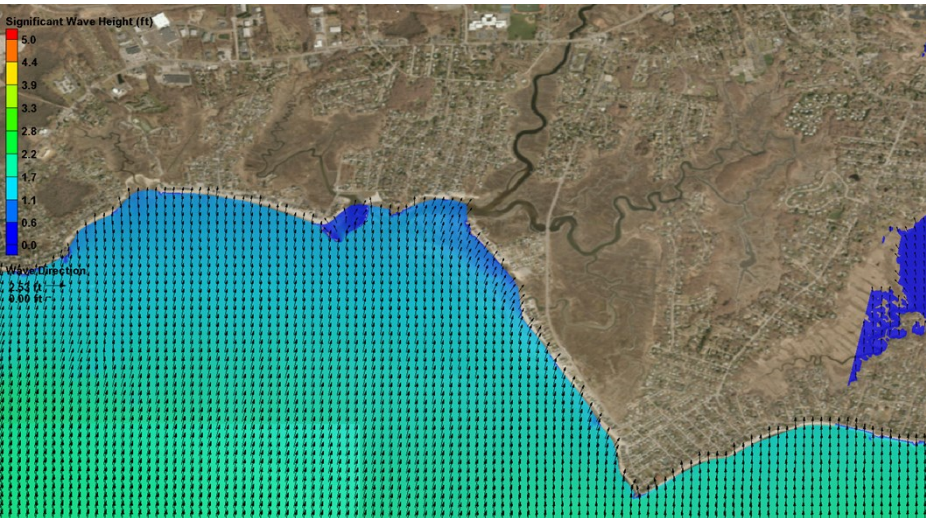 Significant Wave Height (ft)
5.0
4.4
3.9
3.3
2.8
2.2
1.7
1.1
0.6
0.0
Wave Direction
2.53 ft
0.00 ft